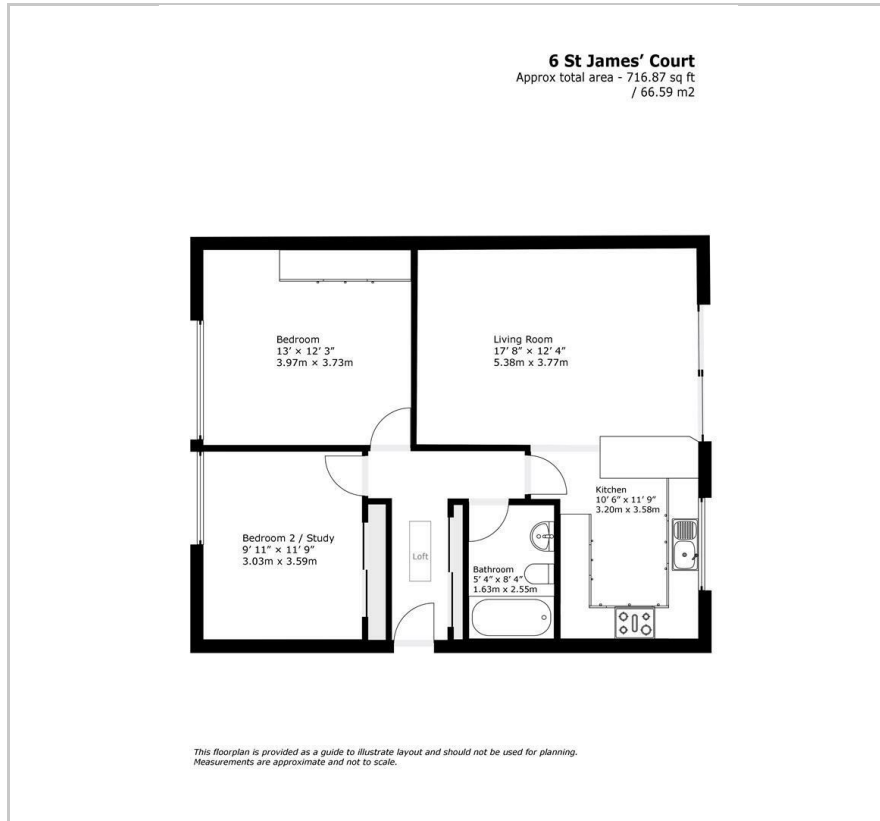 6 St James’ Court
Approx total area - 716.87 sq ft
/ 66.59 m2
Bedroom
13’ × 12’ 3”
3.97m × 3.73m
Living Room
17’ 8” × 12’ 4”
5.38m × 3.77m
Kitchen
10’ 6” x 11’ 9”
3.20m x 3.58m
Bedroom 2 / Study
9’ 11” × 11’ 9”
3.03m x 3.59m
Loft
Bathroom
5’ 4” x 8’ 4”
1.63m x 2.55m
This floorplan is provided as a guide to illustrate layout and should not be used for planning.
Measurements are approximate and not to scale.